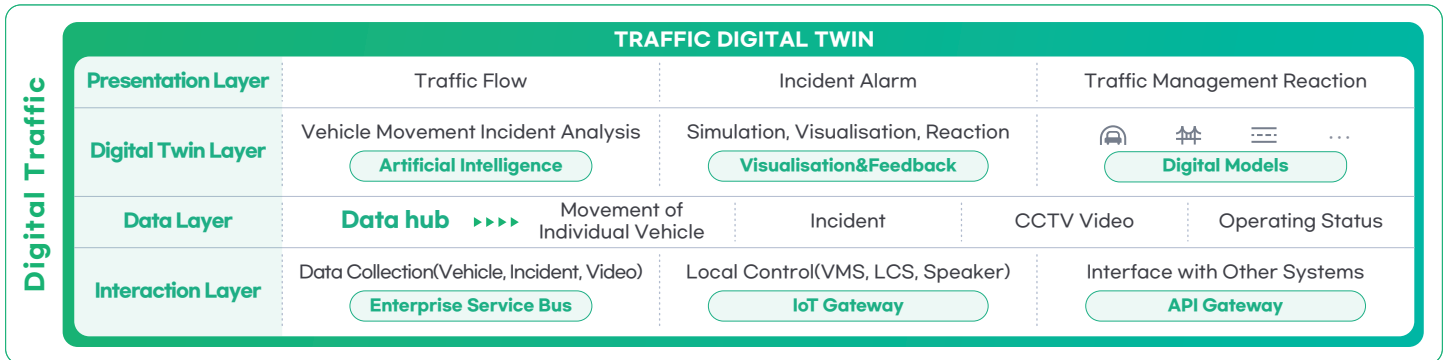 Digital Traffic
TRAFFIC DIGITAL TWIN
Presentation Layer
Traffic Flow
Incident Alarm
Traffic Management Reaction
Digital Twin Layer
Vehicle Movement Incident Analysis
Artificial Intelligence
Simulation, Visualisation, Reaction
Visualisation&Feedback
...
Digital Models
Data Layer
Data hub
Movement of
Individual Vehicle
Incident
CCTV Video
Operating Status
Interaction Layer
Data Collection(Vehicle, Incident, Video)
Enterprise Service Bus
Local Control(VMS, LCS, Speaker)
IoT Gateway
Interface with Other Systems
API Gateway